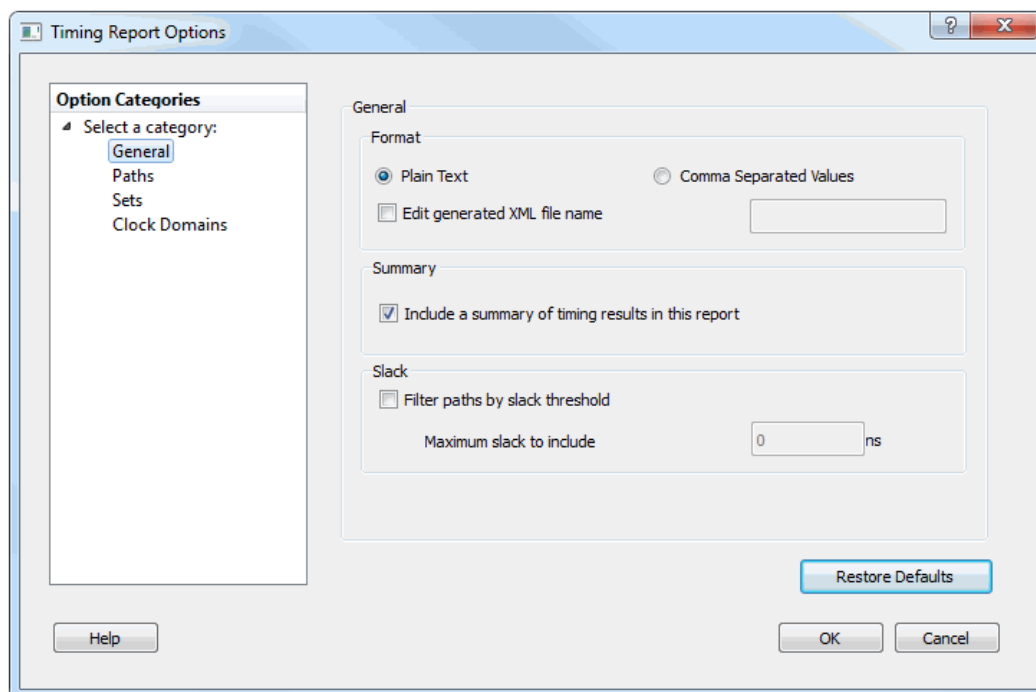 Timing Report Options
Option Categories
Select a category:
General
Paths
Sets
Clock Domains
General
Format
Plain Text
Comma Separated Values
Edit generated XML file name
Summary
Include a summary of timing results in this report
Slack
Filter paths by slack threshold
Maximum slack to include
0
ns
Restore Defaults
Help
OK
Cancel